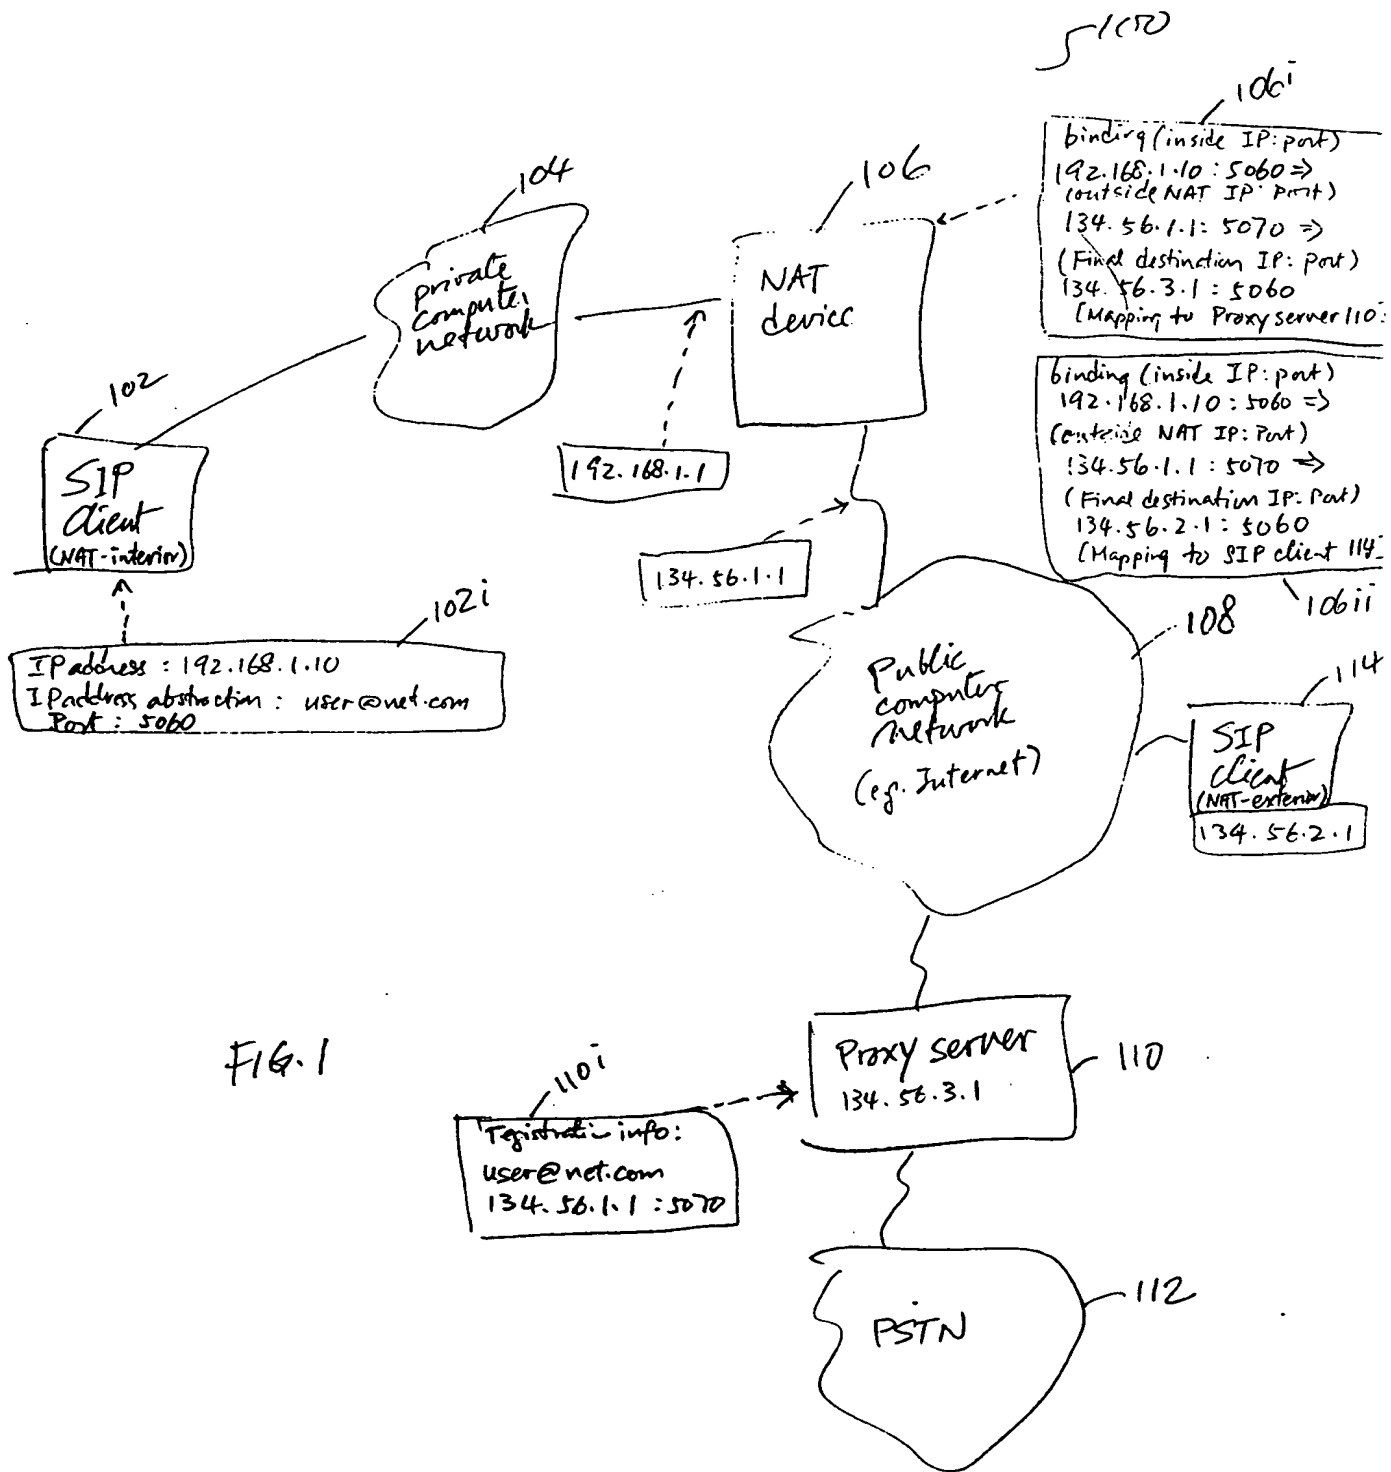 100
106i
binding (inside IP: port)
192.168.1.10 : 5060 =>
(outside NAT IP: Port)
134.56.1.1: 5070 =>
(Final destination IP: port)
134.56.3.1 : 5060
[Mapping to Proxy server 110:
104
private
computer
network
106
NAT
device
binding (inside IP: port)
192.168.1.10 : 5060 =>
(outside NAT IP: Port)
134.56.1.1 : 5070 =>
(Final destination IP: Port)
134.56.2.1 : 5060
[Mapping to SIP client 114
106ii
102
SIP
Client
(NAT-interior)
192.168.1.1
134.56.1.1
102i
IP address : 192.168.1.10
IP address abstraction : user@net.com
Port : 5060
108
Public
computer
network
(eg. Internet)
114
SIP
client
(NAT-exterior)
134.56.2.1
FIG. 1
Proxy server
134.56.3.1
110
110i
registration info:
user@net.com
134.56.1.1 : 5070
PSTN
112